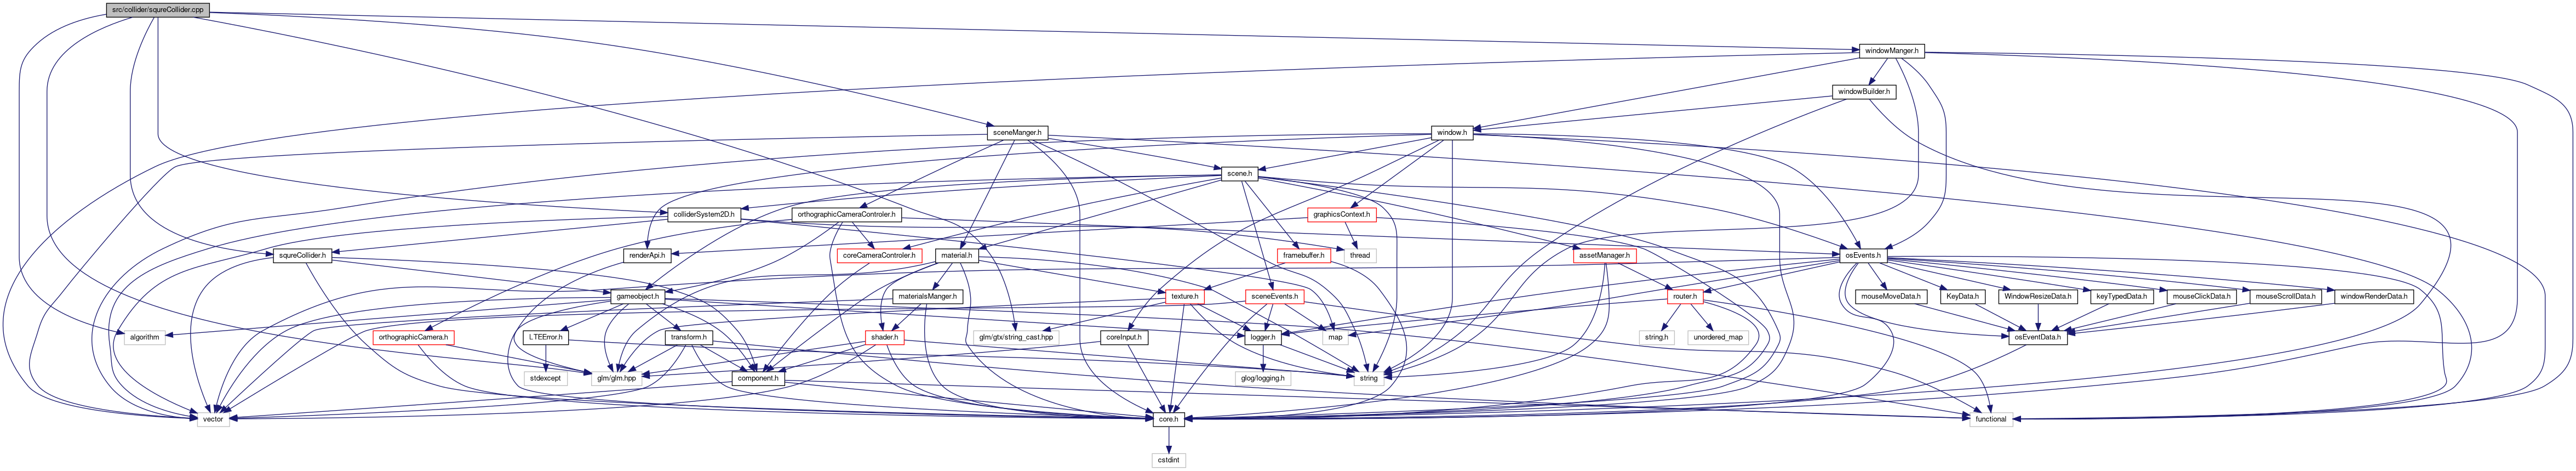 src/collider/squreCollider.cpp
windowManger.h
windowBuilder.h
sceneManger.h
window.h
scene.h
colliderSystem2D.h
orthographicCameraControler.h
graphicsContext.h
squreCollider.h
renderApi.h
coreCameraControler.h
material.h
thread
framebuffer.h
assetManager.h
osEvents.h
gameobject.h
materialsManger.h
texture.h
sceneEvents.h
router.h
mouseMoveData.h
KeyData.h
WindowResizeData.h
keyTypedData.h
mouseClickData.h
mouseScrollData.h
windowRenderData.h
algorithm
orthographicCamera.h
LTEError.h
transform.h
shader.h
glm/gtx/string_cast.hpp
coreInput.h
logger.h
map
string.h
unordered_map
osEventData.h
stdexcept
glm/glm.hpp
component.h
glog/logging.h
string
vector
core.h
functional
cstdint